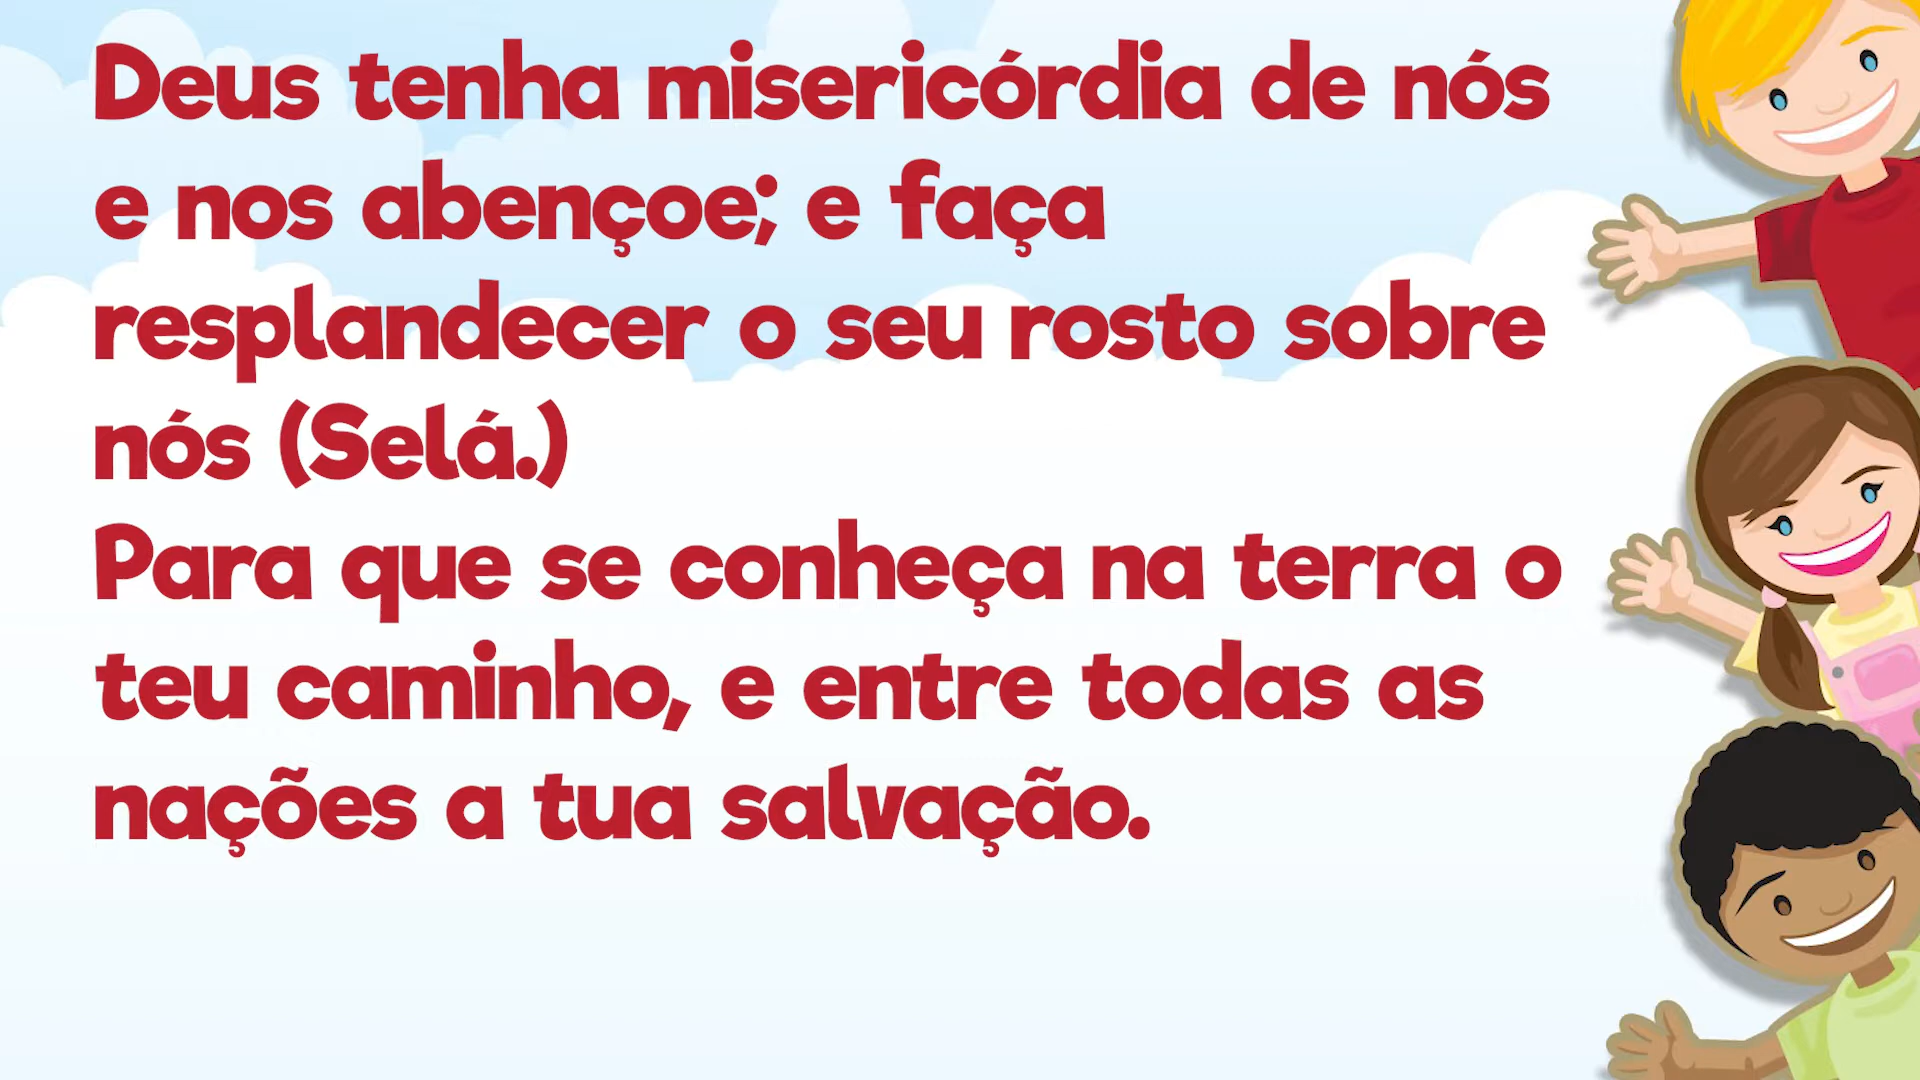 Deus tenha misericórdia de nós
e nos abençoe; e faça
resplandecer o seu rosto sobre
nós (Selá.)
Para que se conheça na terra o
teu caminho, e entre todas as
nações a tua salvação.